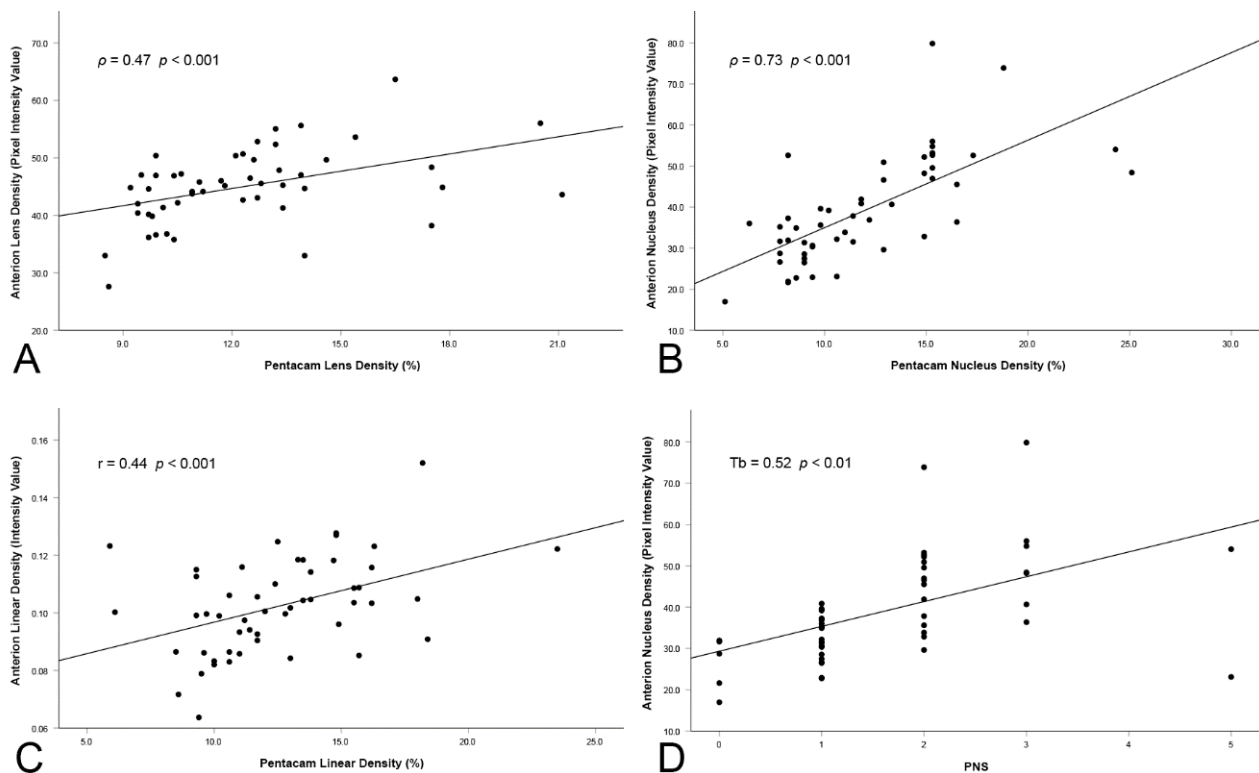 ρ = 0.47 p < 0.001
Anterion Lens Density (Pixel Intensity Value)
70.0
60.0
50.0
40.0
30.0
20.0
9.0 12.0 15.0 18.0 21.0
Pentacam Lens Density (%)
A
ρ = 0.73 p < 0.001
Anterion Nucleus Density (Pixel Intensity Value)
80.0
70.0
60.0
50.0
40.0
30.0
20.0
10.0
5.0 10.0 15.0 20.0 25.0 30.0
Pentacam Nucleus Density (%)
B
r = 0.44 p < 0.001
Anterion Linear Density (Intensity Value)
0.16
0.14
0.12
0.10
0.08
0.06
5.0 10.0 15.0 20.0 25.0
Pentacam Linear Density (%)
C
Tb = 0.52 p < 0.01
Anterion Nucleus Density (Pixel Intensity Value)
80.0
70.0
60.0
50.0
40.0
30.0
20.0
10.0
0 1 2 3 4 5
PNS
D